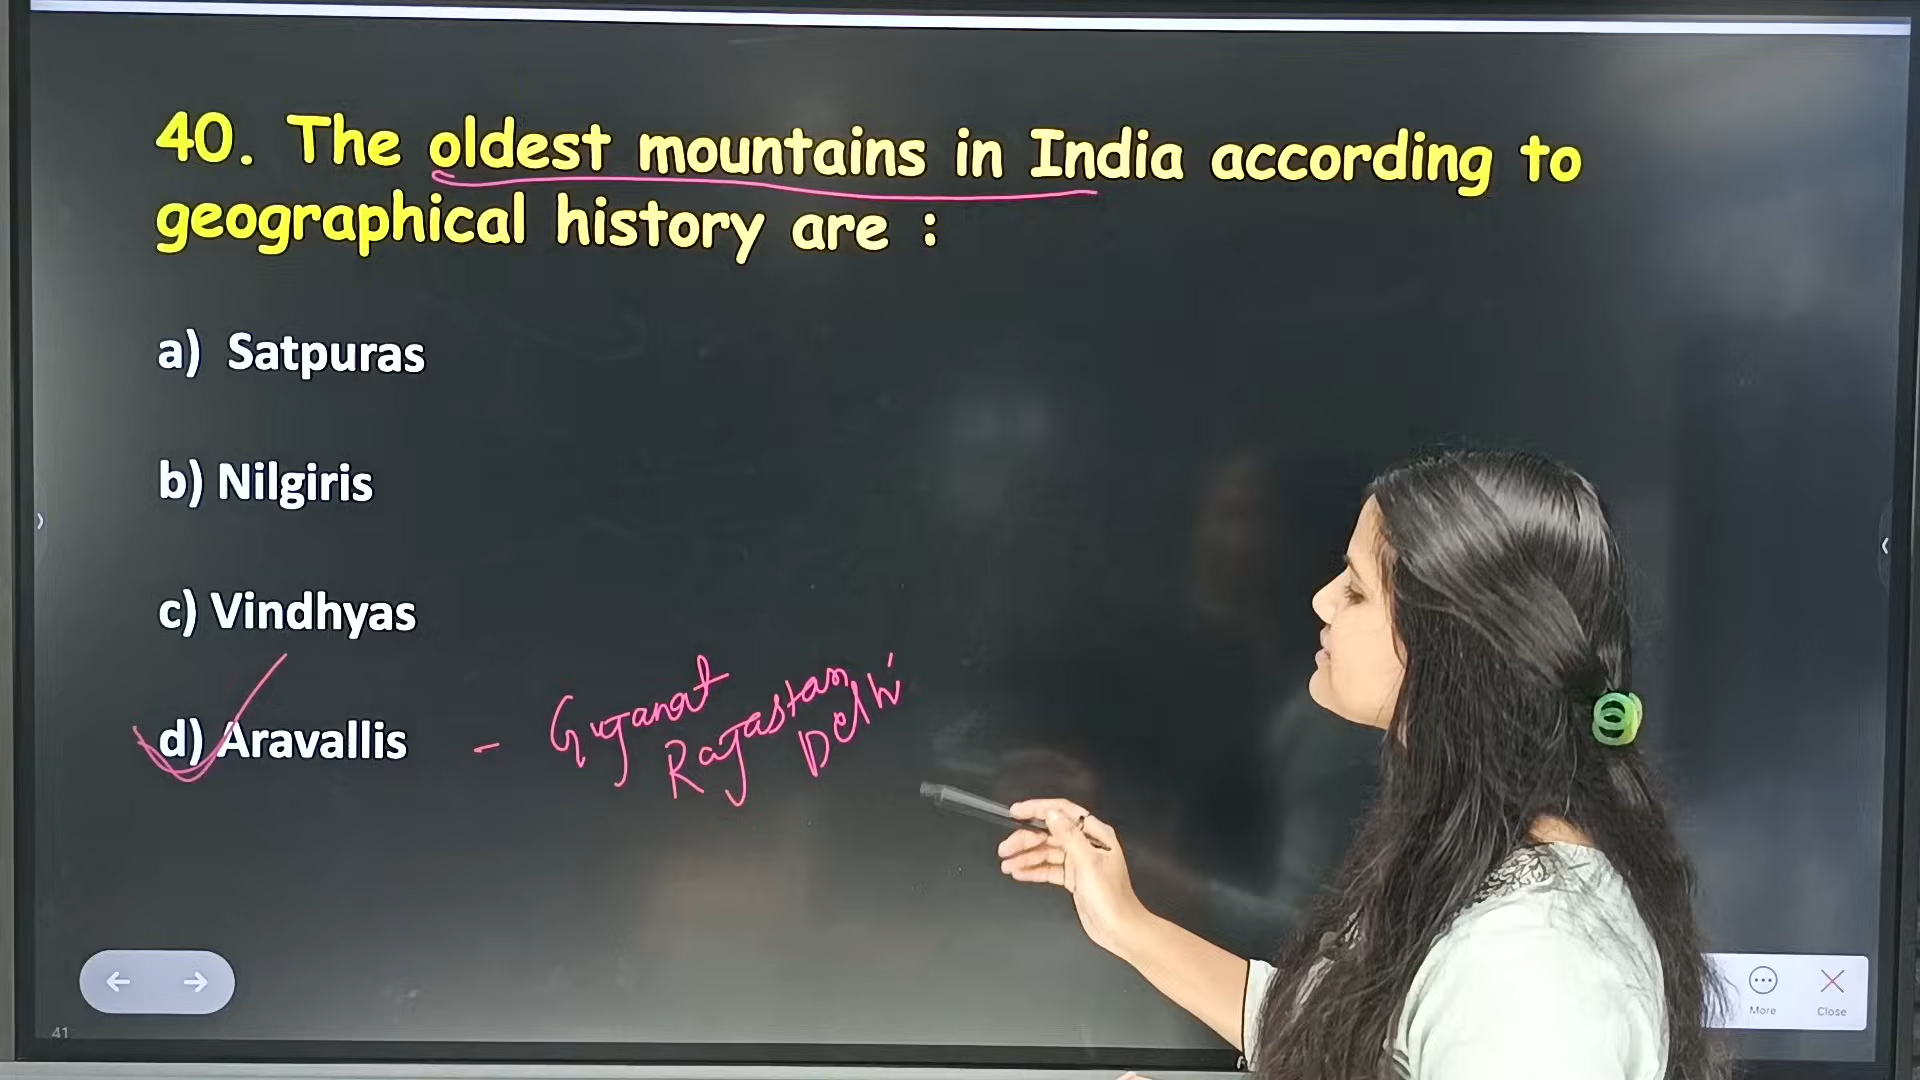 40. The oldest mountains in India according to
geographical history are :
a) Satpuras
b) Nilgiris
c) Vindhyas
d) Aravallis - Gujarat
Rajastan
Delhi
More
Close
41